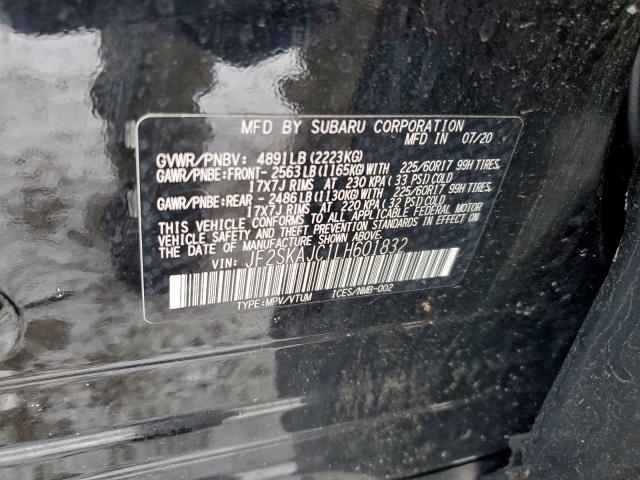 MFD BY SUBARU CORPORATION
MFD IN 07/20
GVWR/PNBV: 4891LB(2223KG)
GAWR/PNBE:FRONT- 2563LB(1165KG)WITH 225/60R17 99H TIRES,
17X7J RIMS AT 230 KPA(33 PSI)COLD
GAWR/PNBE:REAR - 2486LB(1130KG)WITH 225/60R17 99H TIRES,
17X7J RIMS AT 220 KPA(32 PSI)COLD
THIS VEHICLE CONFORMS TO ALL APPLICABLE FEDERAL MOTOR
VEHICLE SAFETY AND THEFT PREVENTION STANDARDS IN EFFECT
ON THE DATE OF MANUFACTURE SHOWN ABOVE.
VIN: JF2SKAJC1LH601832
TYPE:MPV/VTUM ICES/NMB-002